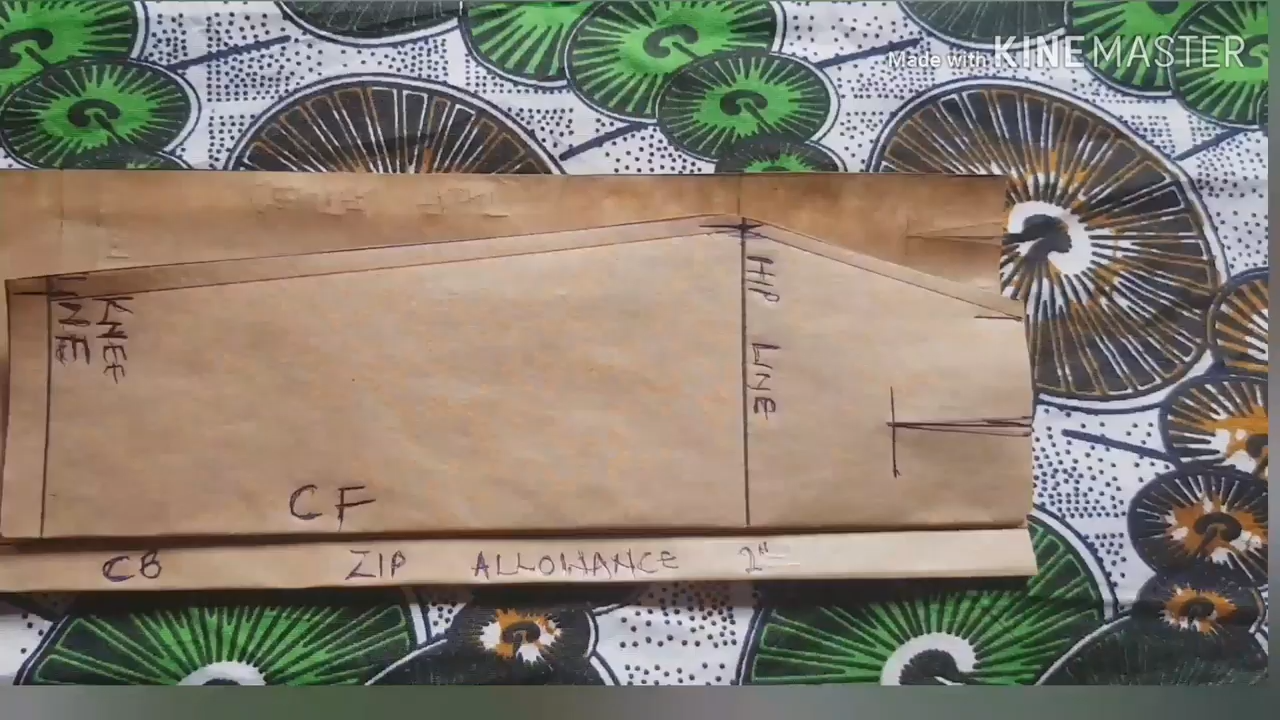 Made with KINEMASTER
HIP LINE
KNEE
LINE
CF
CB ZIP ALLOWANCE 2"